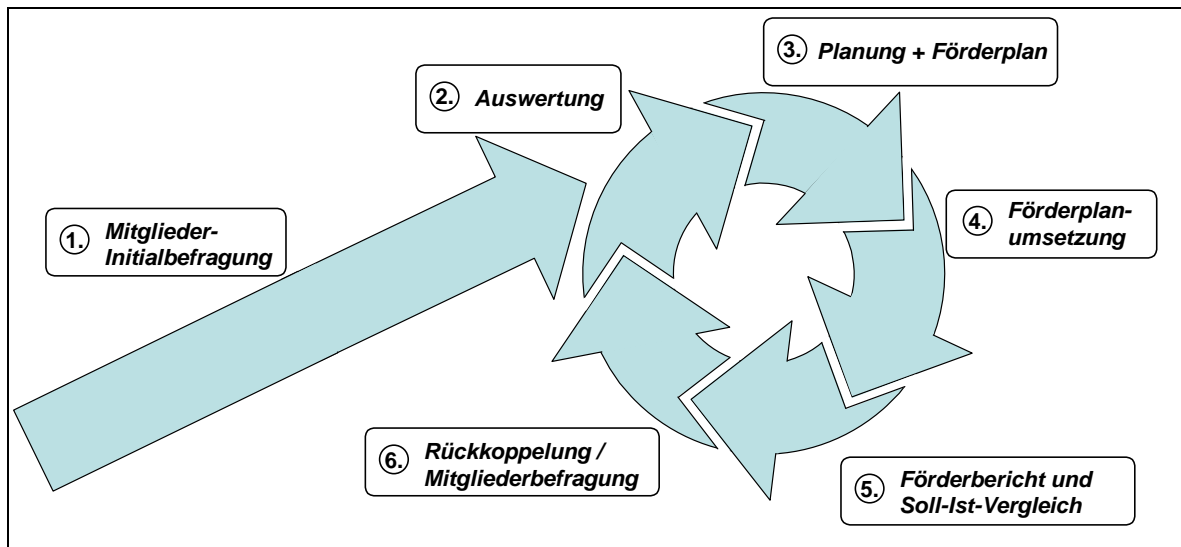 1. Mitglieder-
Initialbefragung
2. Auswertung
3. Planung + Förderplan
4. Förderplan-
umsetzung
5. Förderbericht und
Soll-Ist-Vergleich
6. Rückkoppelung /
Mitgliederbefragung